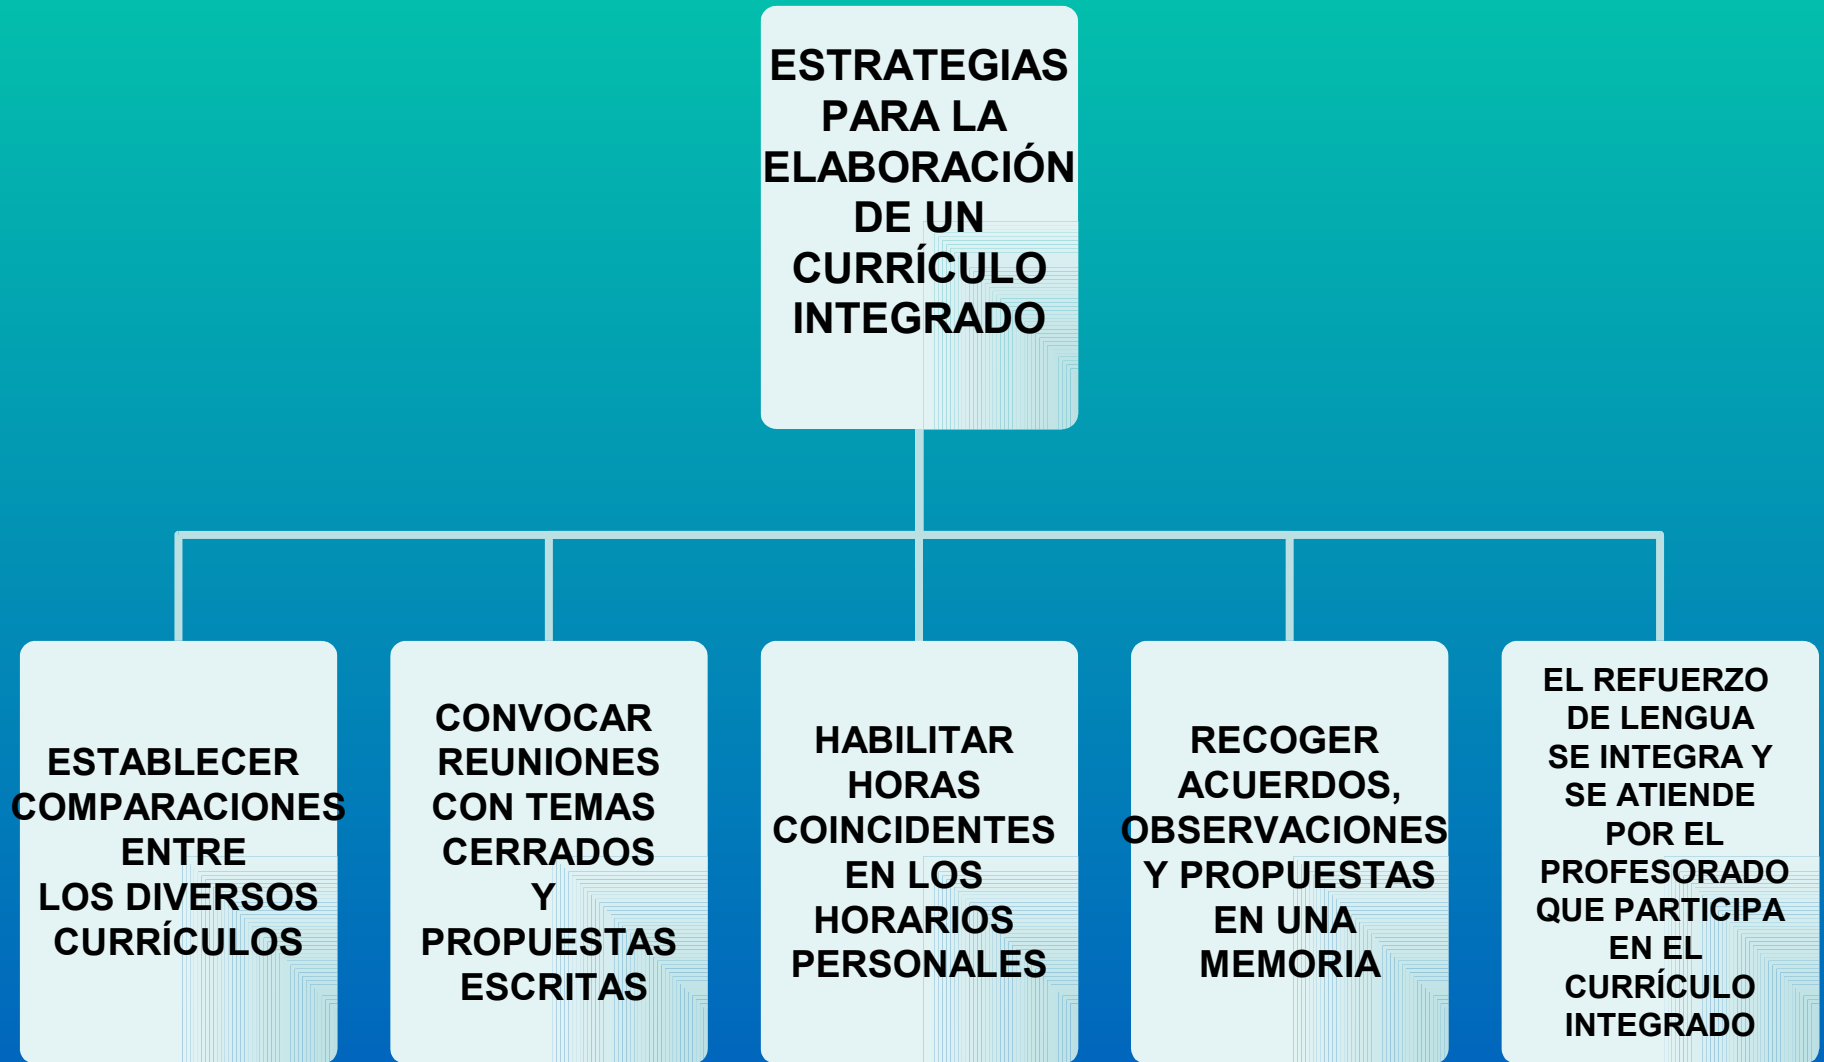 ESTRATEGIAS
PARA LA
ELABORACIÓN
DE UN
CURRÍCULO
INTEGRADO
ESTABLECER
COMPARACIONES
ENTRE
LOS DIVERSOS
CURRÍCULOS
CONVOCAR
REUNIONES
CON TEMAS
CERRADOS
Y
PROPUESTAS
ESCRITAS
HABILITAR
HORAS
COINCIDENTES
EN LOS
HORARIOS
PERSONALES
RECOGER
ACUERDOS,
OBSERVACIONES
Y PROPUESTAS
EN UNA
MEMORIA
EL REFUERZO
DE LENGUA
SE INTEGRA Y
SE ATIENDE
POR EL
PROFESORADO
QUE PARTICIPA
EN EL
CURRÍCULO
INTEGRADO